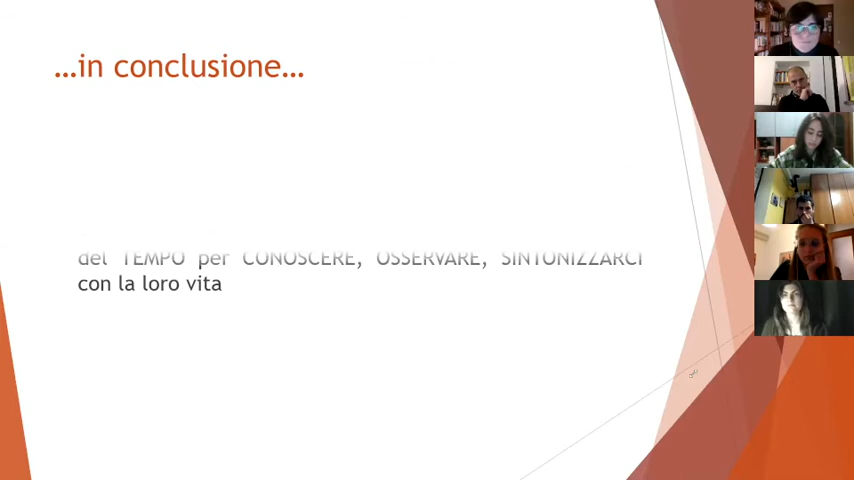 …in conclusione…
del TEMPO per CONOSCERE, OSSERVARE, SINTONIZZARCI
con la loro vita